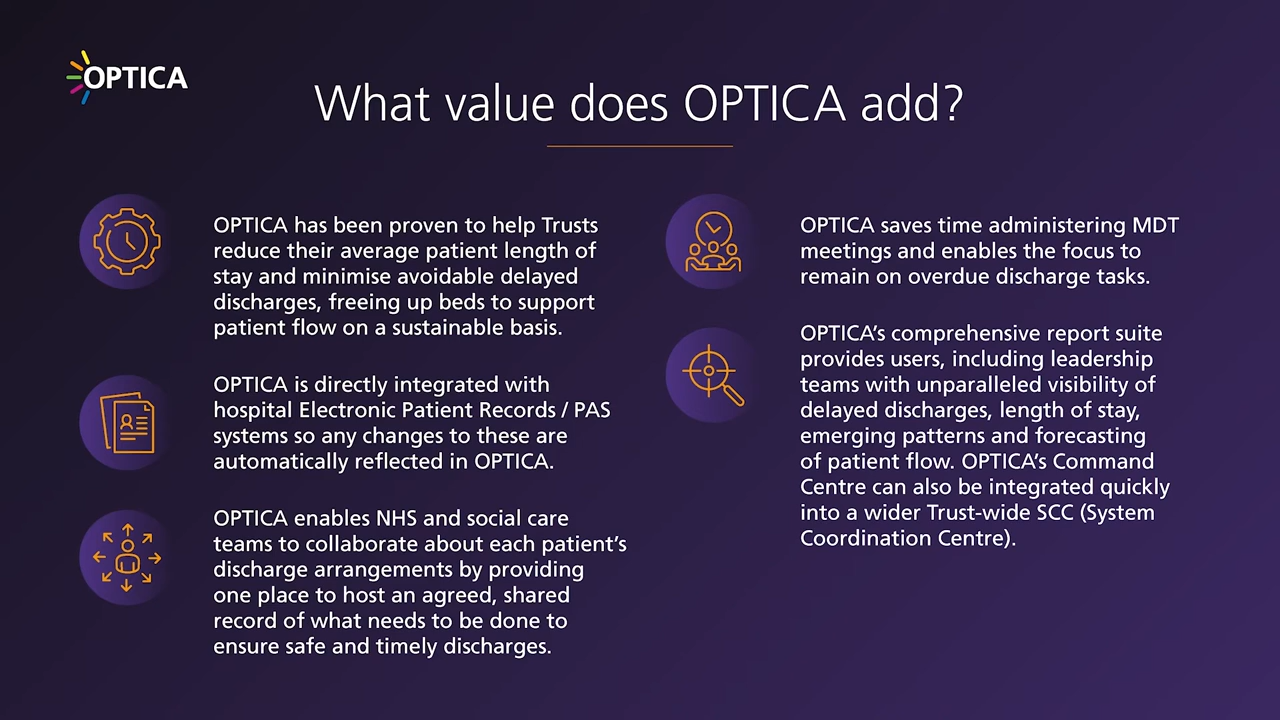 OPTICA
What value does OPTICA add?
OPTICA has been proven to help Trusts
reduce their average patient length of
stay and minimise avoidable delayed
discharges, freeing up beds to support
patient flow on a sustainable basis.
OPTICA is directly integrated with
hospital Electronic Patient Records / PAS
systems so any changes to these are
automatically reflected in OPTICA.
OPTICA enables NHS and social care
teams to collaborate about each patient’s
discharge arrangements by providing
one place to host an agreed, shared
record of what needs to be done to
ensure safe and timely discharges.
OPTICA saves time administering MDT
meetings and enables the focus to
remain on overdue discharge tasks.
OPTICA’s comprehensive report suite
provides users, including leadership
teams with unparalleled visibility of
delayed discharges, length of stay,
emerging patterns and forecasting
of patient flow. OPTICA’s Command
Centre can also be integrated quickly
into a wider Trust-wide SCC (System
Coordination Centre).